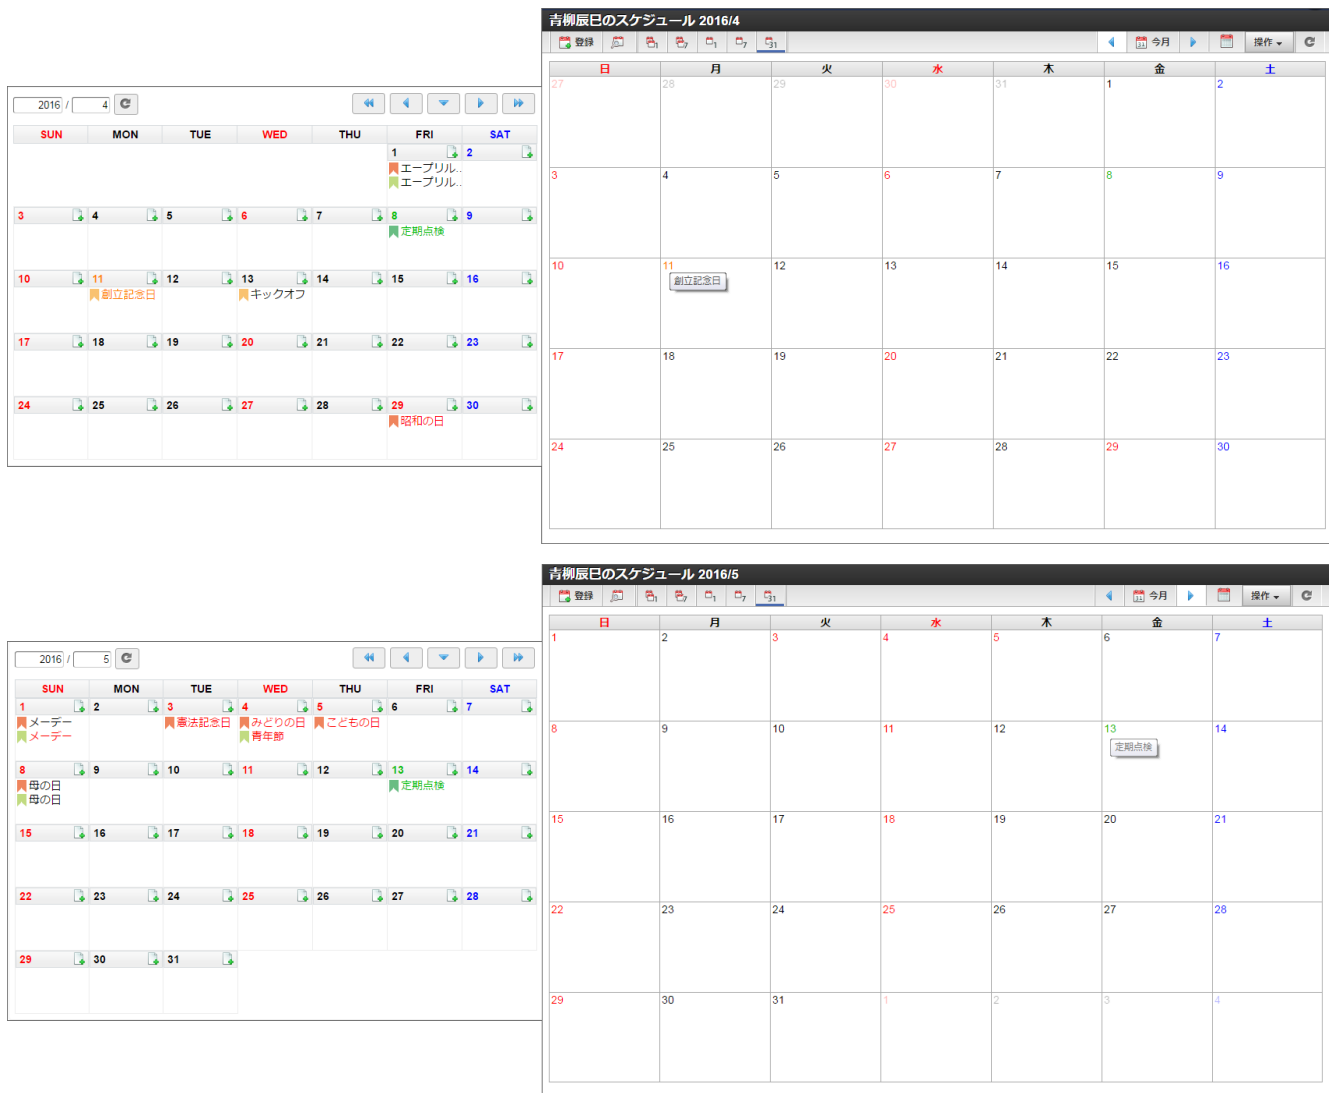 青柳辰巳のスケジュール 2016/4
登録 1 7 1 7 31 今月 操作
日 月 火 水 木 金 土
27 28 29 30 31 1 2
3 4 5 6 7 8 9
10 11 12 13 14 15 16
創立記念日
17 18 19 20 21 22 23
24 25 26 27 28 29 30
2016 / 4
SUN MON TUE WED THU FRI SAT
1 2
エープリル..
エープリル..
3 4 5 6 7 8 9
定期点検
10 11 12 13 14 15 16
創立記念日 キックオフ
17 18 19 20 21 22 23
24 25 26 27 28 29 30
昭和の日
青柳辰巳のスケジュール 2016/5
登録 1 7 1 7 31 今月 操作
日 月 火 水 木 金 土
1 2 3 4 5 6 7
8 9 10 11 12 13 14
定期点検
15 16 17 18 19 20 21
22 23 24 25 26 27 28
29 30 31 1 2 3 4
2016 / 5
SUN MON TUE WED THU FRI SAT
1 2 3 4 5 6 7
メーデー 憲法記念日 みどりの日 こどもの日
メーデー 青年節
8 9 10 11 12 13 14
母の日 定期点検
母の日
15 16 17 18 19 20 21
22 23 24 25 26 27 28
29 30 31